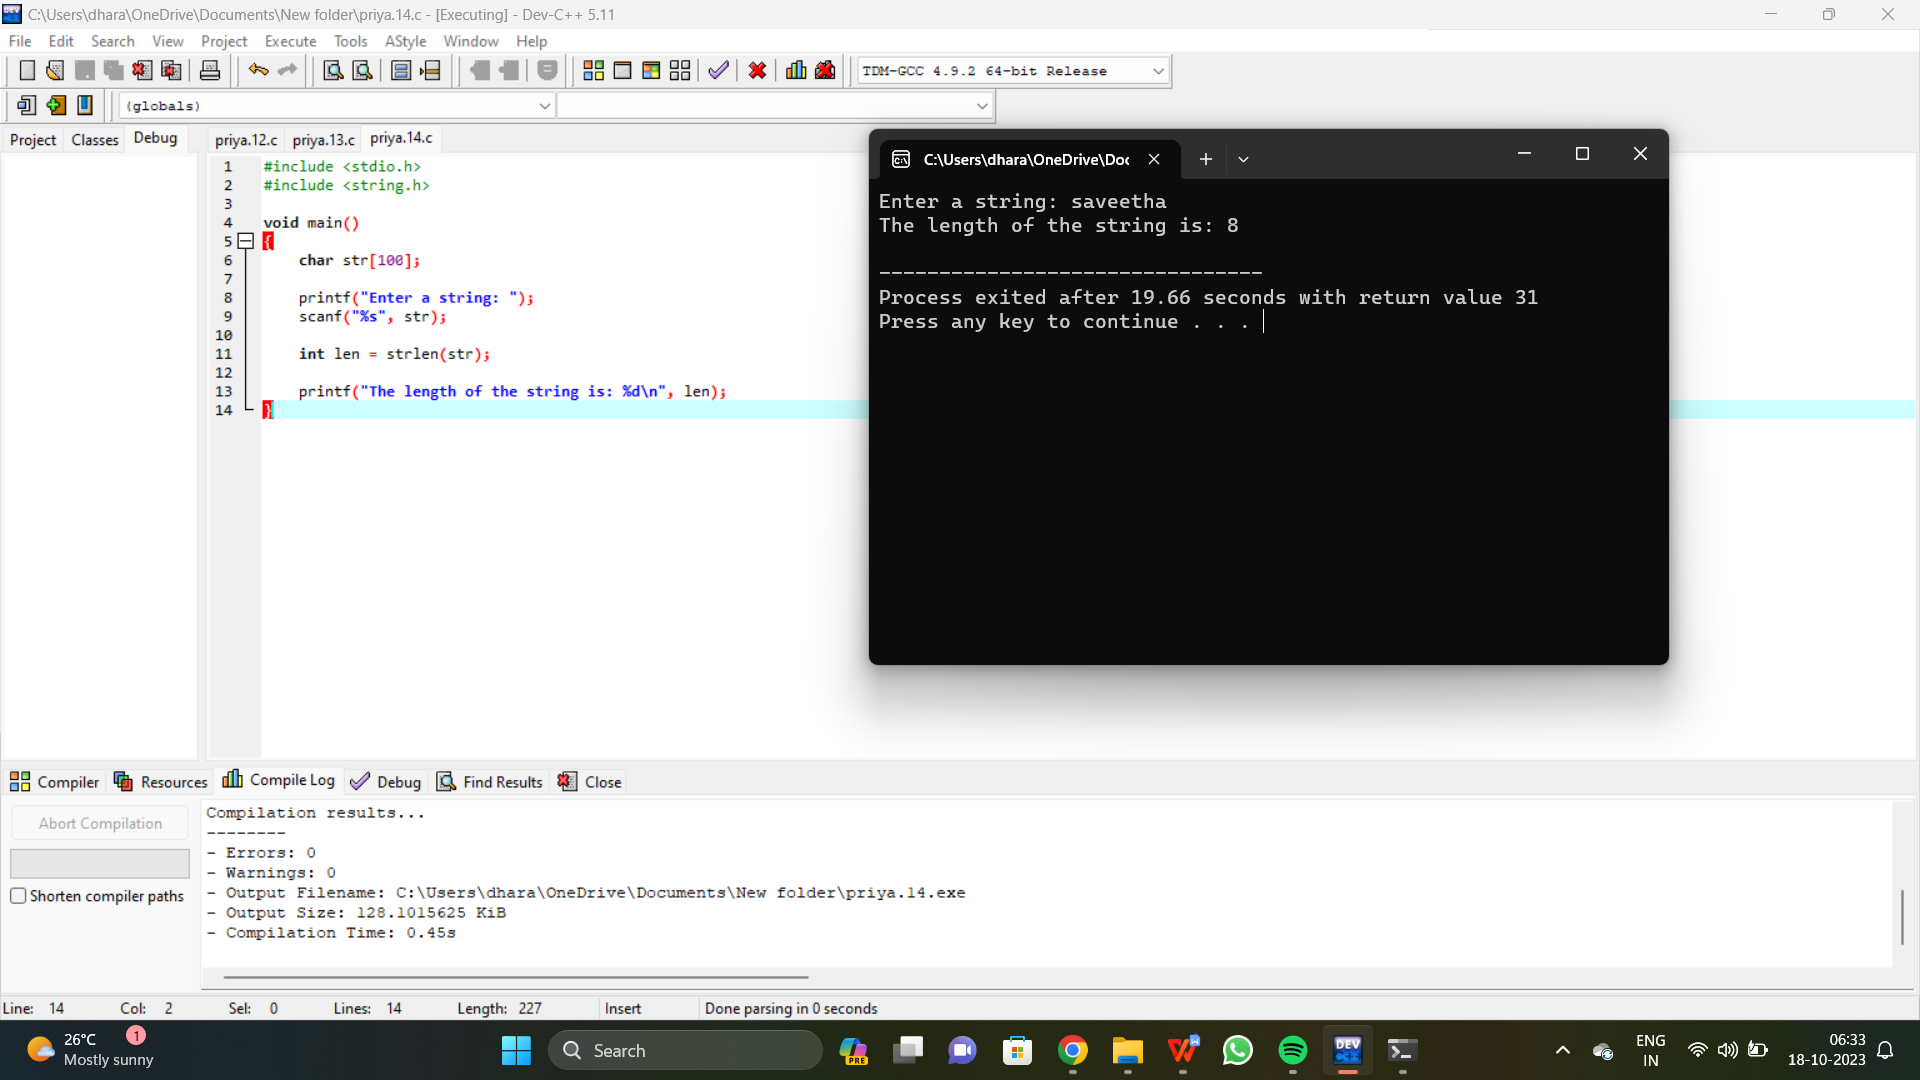 C:\Users\dhara\OneDrive\Documents\New folder\priya.14.c - [Executing] - Dev-C++ 5.11
File Edit Search View Project Execute Tools AStyle Window Help
TDM-GCC 4.9.2 64-bit Release
(globals)
Project Classes Debug
priya.12.c priya.13.c priya.14.c
1 #include <stdio.h>
2 #include <string.h>
3
4 void main()
5 {
6 char str[100];
7
8 printf("Enter a string: ");
9 scanf("%s", str);
10
11 int len = strlen(str);
12
13 printf("The length of the string is: %d\n", len);
14 }
C:\Users\dhara\OneDrive\Doc
Enter a string: saveetha
The length of the string is: 8
--------------------------------
Process exited after 19.66 seconds with return value 31
Press any key to continue . . .
Compiler Resources Compile Log Debug Find Results Close
Abort Compilation
Shorten compiler paths
Compilation results...
--------
- Errors: 0
- Warnings: 0
- Output Filename: C:\Users\dhara\OneDrive\Documents\New folder\priya.14.exe
- Output Size: 128.1015625 KiB
- Compilation Time: 0.45s
Line: 14 Col: 2 Sel: 0 Lines: 14 Length: 227 Insert Done parsing in 0 seconds
26°C
Mostly sunny
1
Search
PRE
DEV
C++
ENG
IN
06:33
18-10-2023